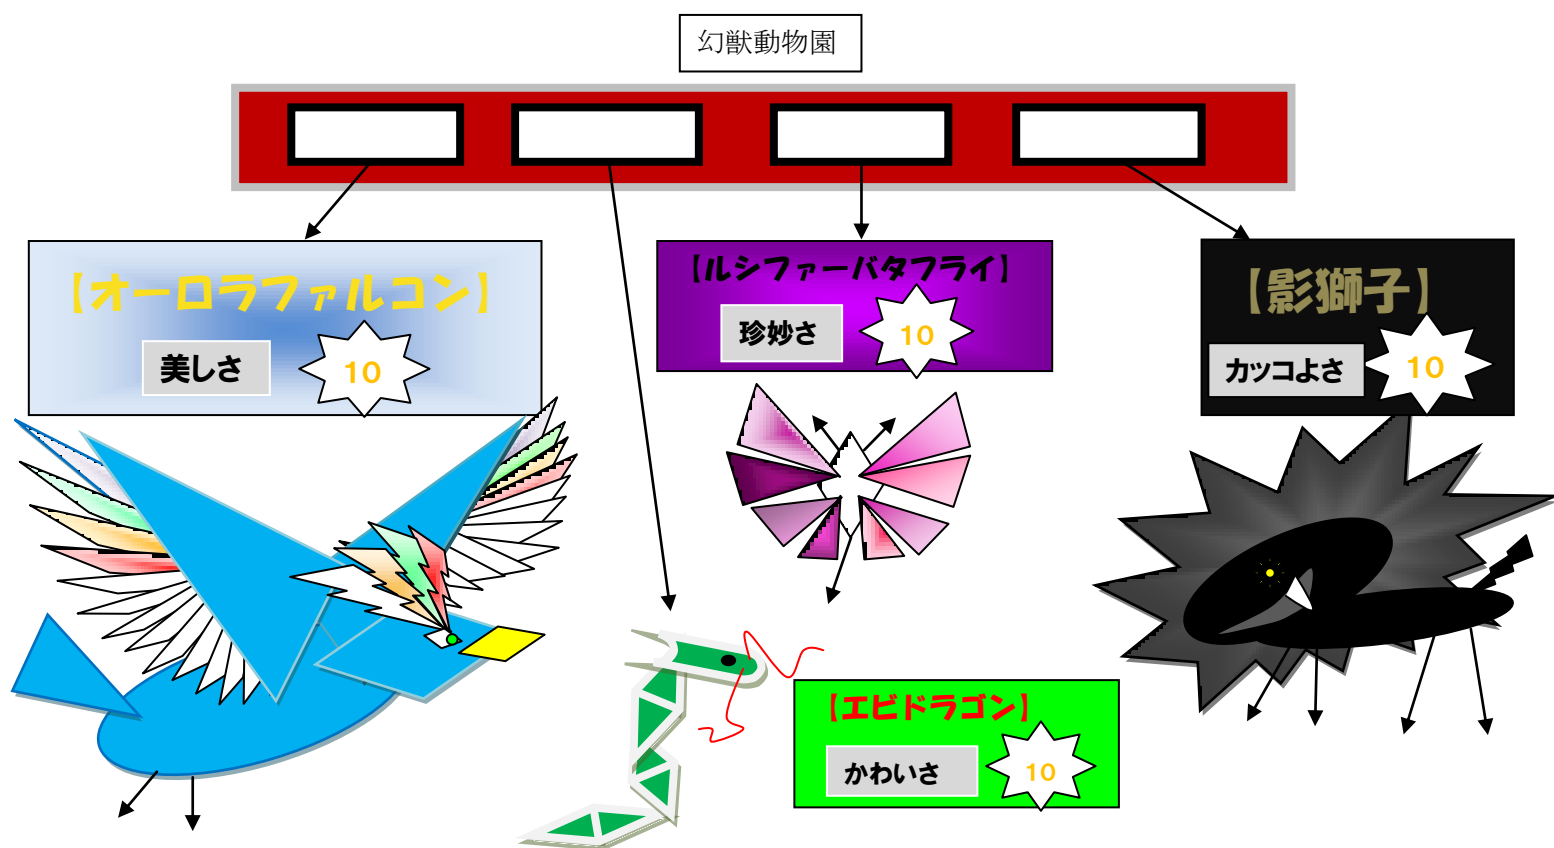 幻獣動物園
【オーロラファルコン】
美しさ
10
【ルシファーバタフライ】
珍妙さ
10
【影獅子】
カッコよさ
10
【エビドラゴン】
かわいさ
10